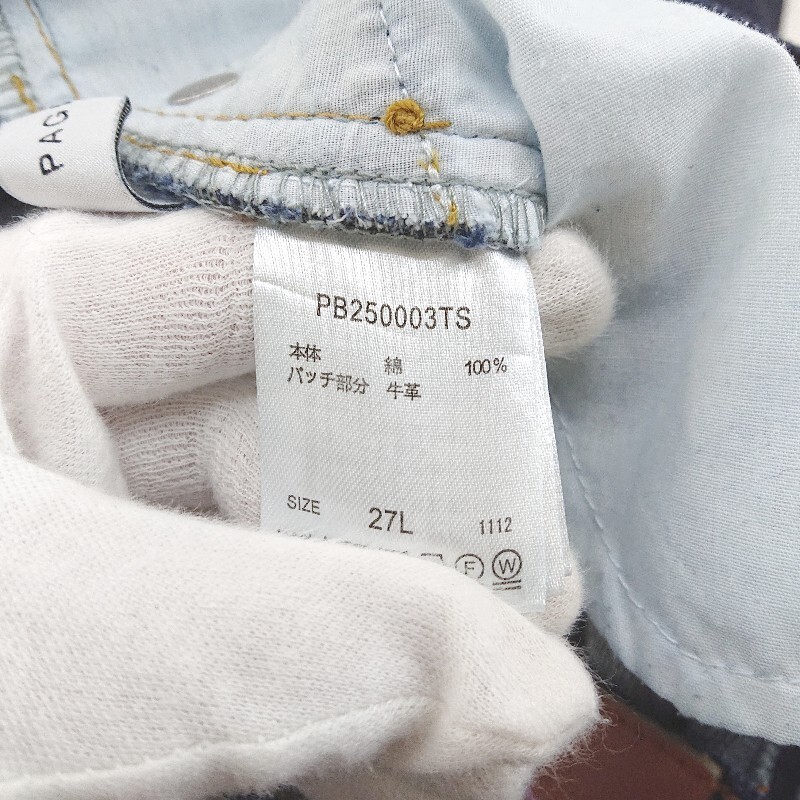 PAG
PB250003TS
本体 綿 100%
パッチ部分 牛革
SIZE 27L 1112
F W